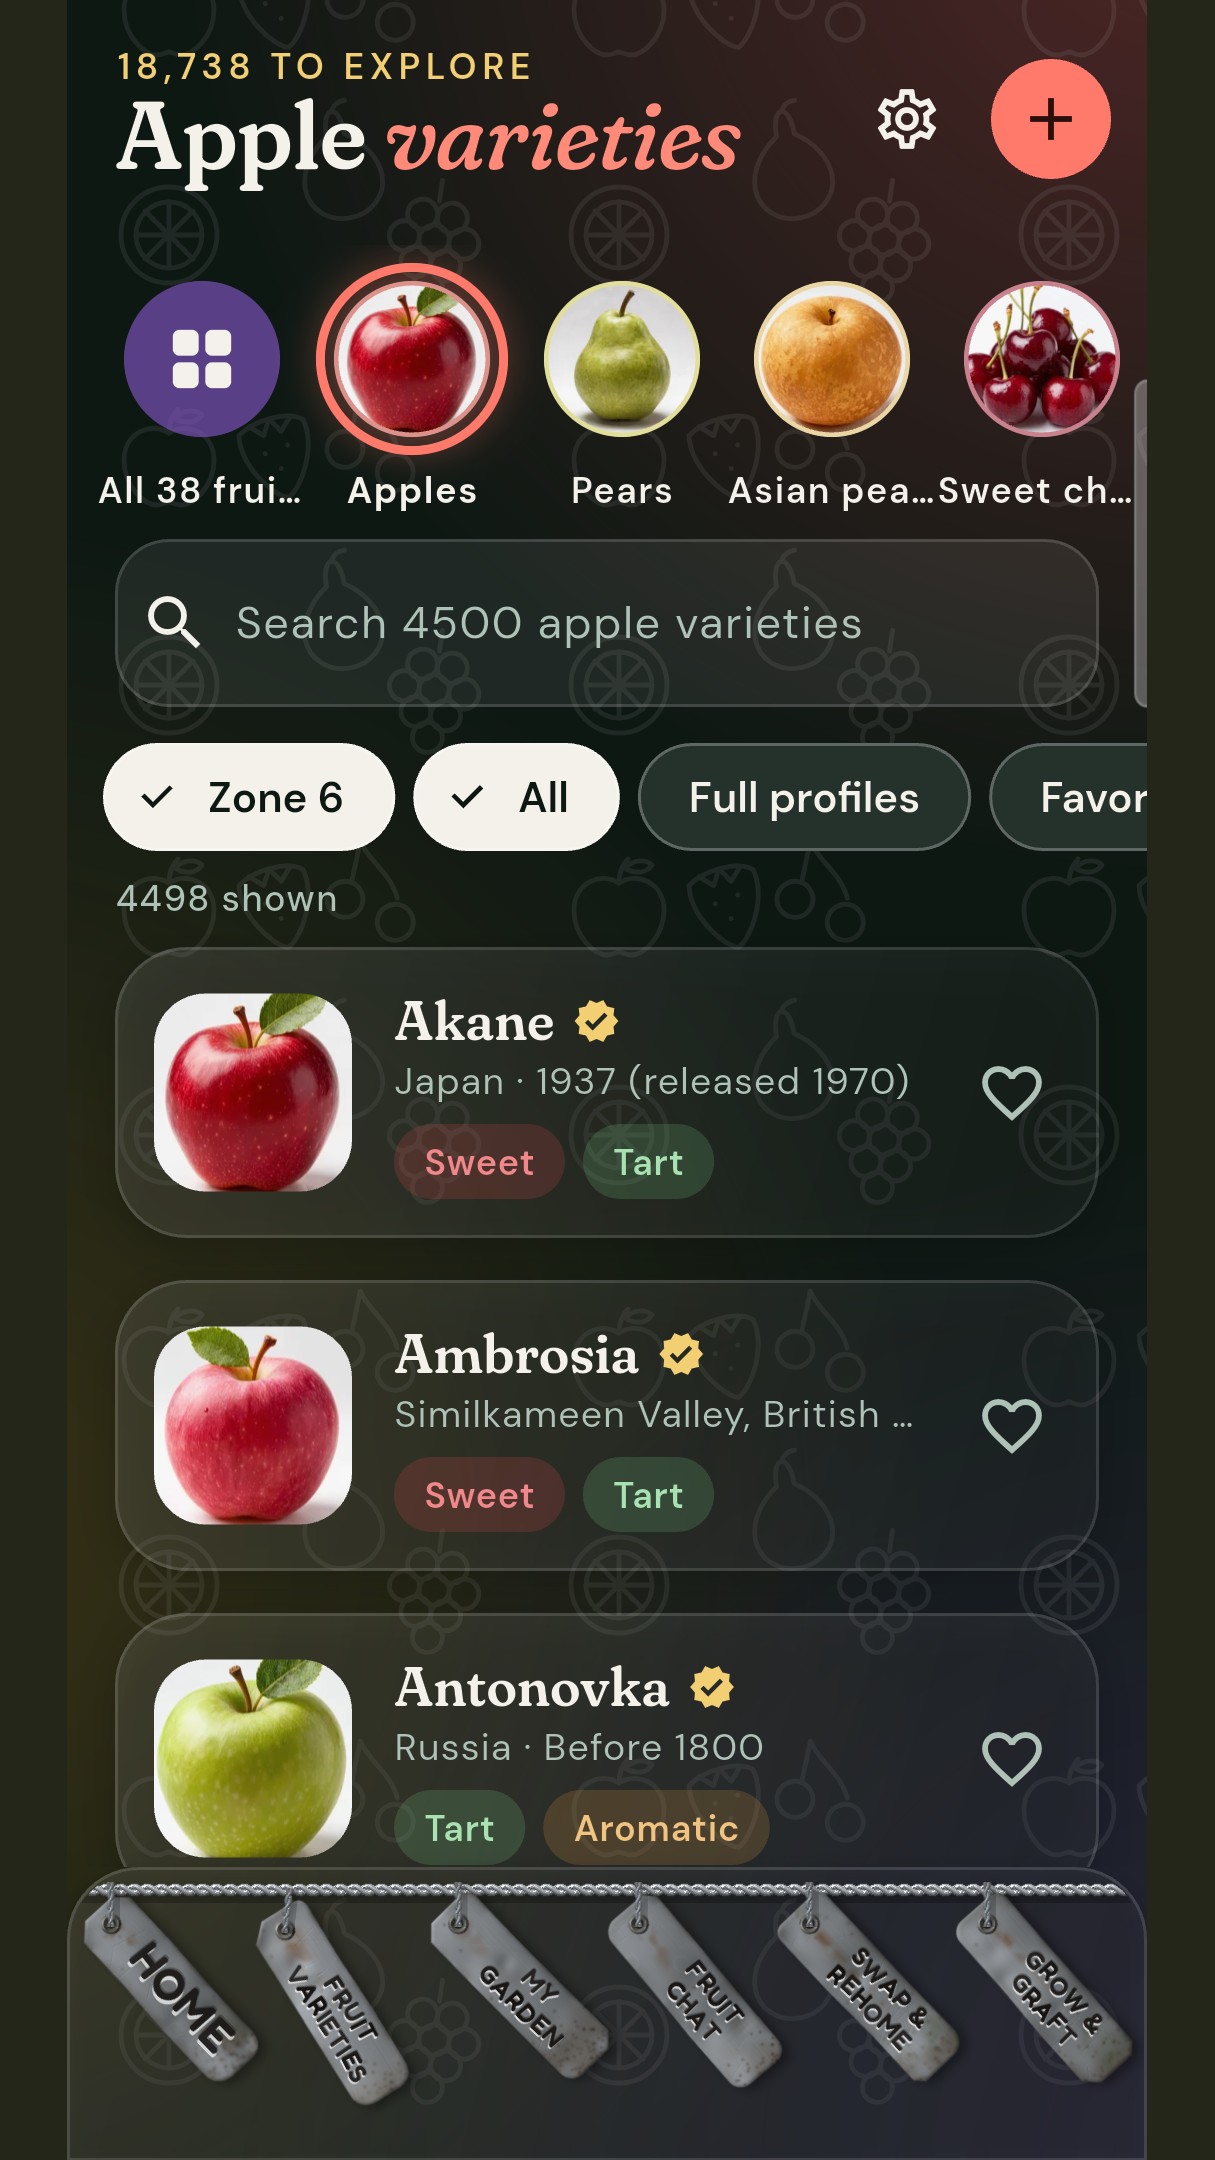 18,738 TO EXPLORE
Apple varieties
All 38 frui...
Apples
Pears
Asian pea...
Sweet ch...
Search 4500 apple varieties
Zone 6
All
Full profiles
Favor
4498 shown
Akane
Japan · 1937 (released 1970)
Sweet
Tart
Ambrosia
Similkameen Valley, British ...
Sweet
Tart
Antonovka
Russia · Before 1800
Tart
Aromatic
HOME
FRUIT
VARIETIES
MY
GARDEN
FRUIT
CHAT
SWAP &
REHOME
GROW &
GRAFT